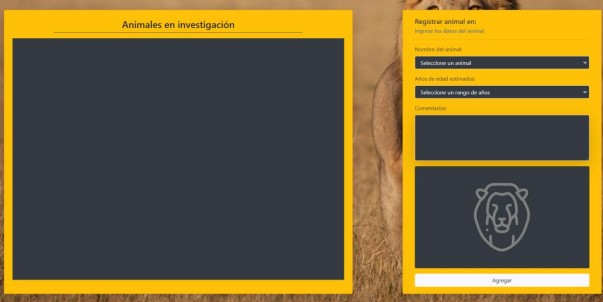 Animales en investigación
Registrar animal en:
Ingrese los datos del animal
Nombre del animal:
Seleccione un animal
Años de edad estimados:
Seleccione un rango de años
Comentarios:
Agregar